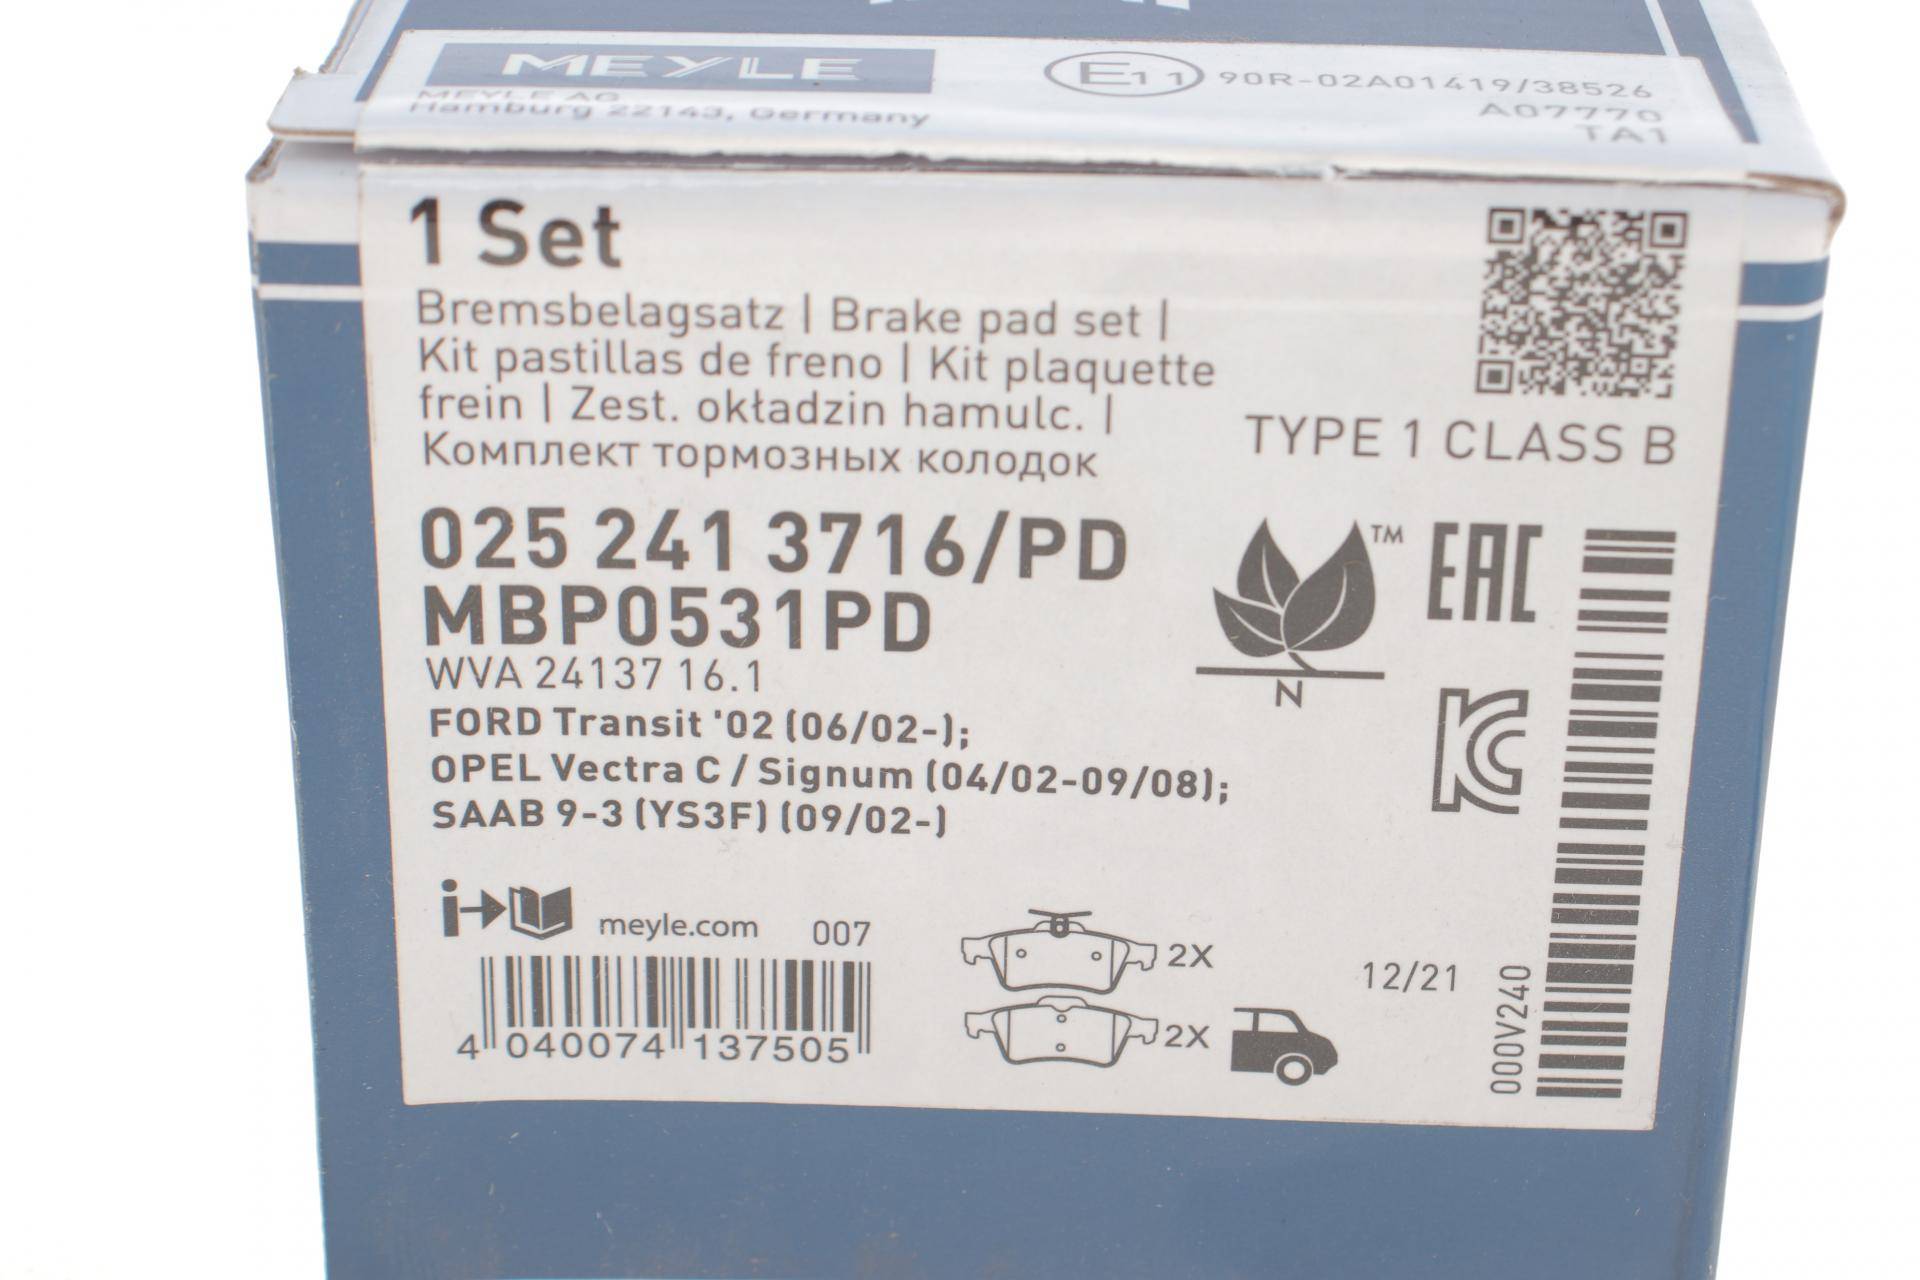 MEYLE
MEYLE AG
Hamburg 22143, Germany
E11 90R-02A01419/38526
A07770
TA1
1 Set
Bremsbelagsatz | Brake pad set |
Kit pastillas de freno | Kit plaquette
frein | Zest. okładzin hamulc. |
Комплект тормозных колодок
TYPE 1 CLASS B
025 241 3716/PD
MBP0531PD
WVA 24137 16.1
FORD Transit '02 (06/02-);
OPEL Vectra C / Signum (04/02-09/08);
SAAB 9-3 (YS3F) (09/02-)
TM
N
EAC
KC
i
meyle.com 007
4 040074 137505
2X
2X
12/21
000V240